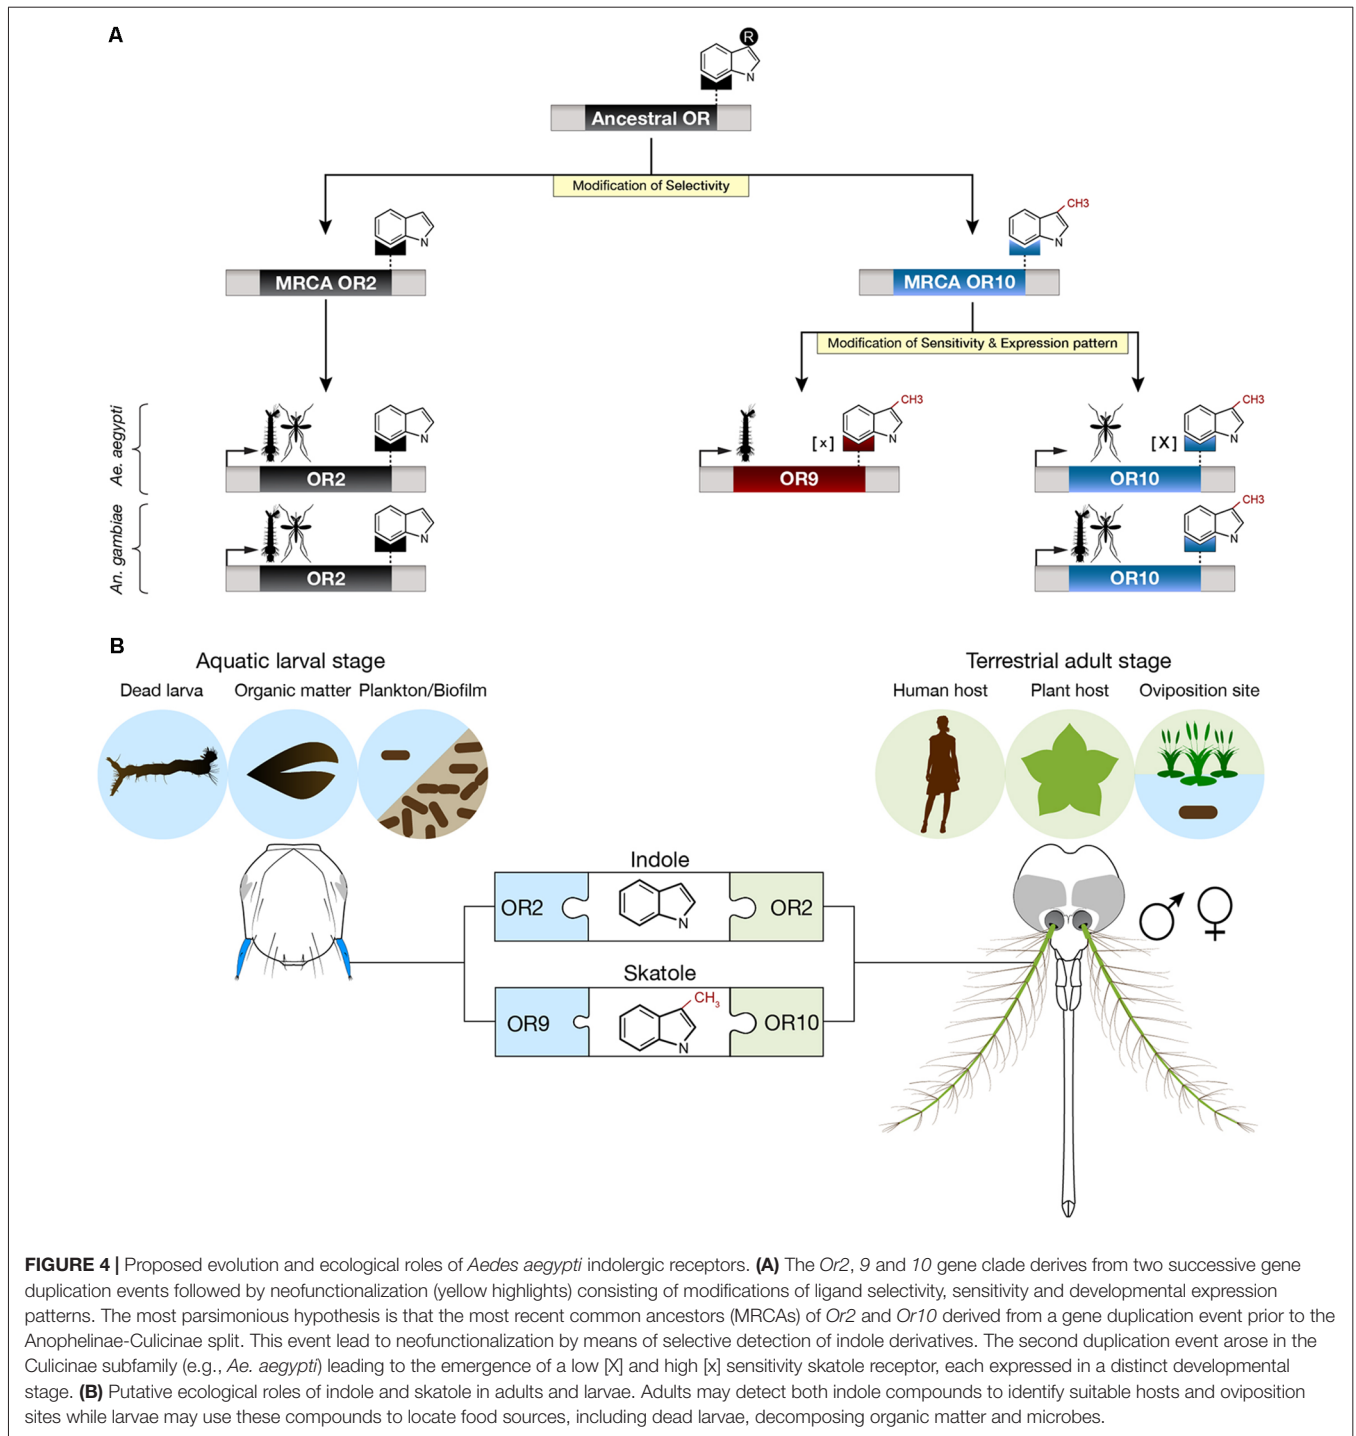 A
R
N
Ancestral OR
Modification of Selectivity
N
CH3
N
MRCA OR2
MRCA OR10
Modification of Sensitivity & Expression pattern
Ae. aegypti
N
OR2
[x]
CH3
N
OR9
[X]
CH3
N
OR10
An. gambiae
N
OR2
CH3
N
OR10
B
Aquatic larval stage
Dead larva Organic matter Plankton/Biofilm
Terrestrial adult stage
Human host Plant host Oviposition site
Indole
OR2
N
OR2
Skatole
OR9
CH3
N
OR10
FIGURE 4 | Proposed evolution and ecological roles of Aedes aegypti indolergic receptors. (A) The Or2, 9 and 10 gene clade derives from two successive gene
duplication events followed by neofunctionalization (yellow highlights) consisting of modifications of ligand selectivity, sensitivity and developmental expression
patterns. The most parsimonious hypothesis is that the most recent common ancestors (MRCAs) of Or2 and Or10 derived from a gene duplication event prior to the
Anophelinae-Culicinae split. This event lead to neofunctionalization by means of selective detection of indole derivatives. The second duplication event arose in the
Culicinae subfamily (e.g., Ae. aegypti) leading to the emergence of a low [X] and high [x] sensitivity skatole receptor, each expressed in a distinct developmental
stage. (B) Putative ecological roles of indole and skatole in adults and larvae. Adults may detect both indole compounds to identify suitable hosts and oviposition
sites while larvae may use these compounds to locate food sources, including dead larvae, decomposing organic matter and microbes.